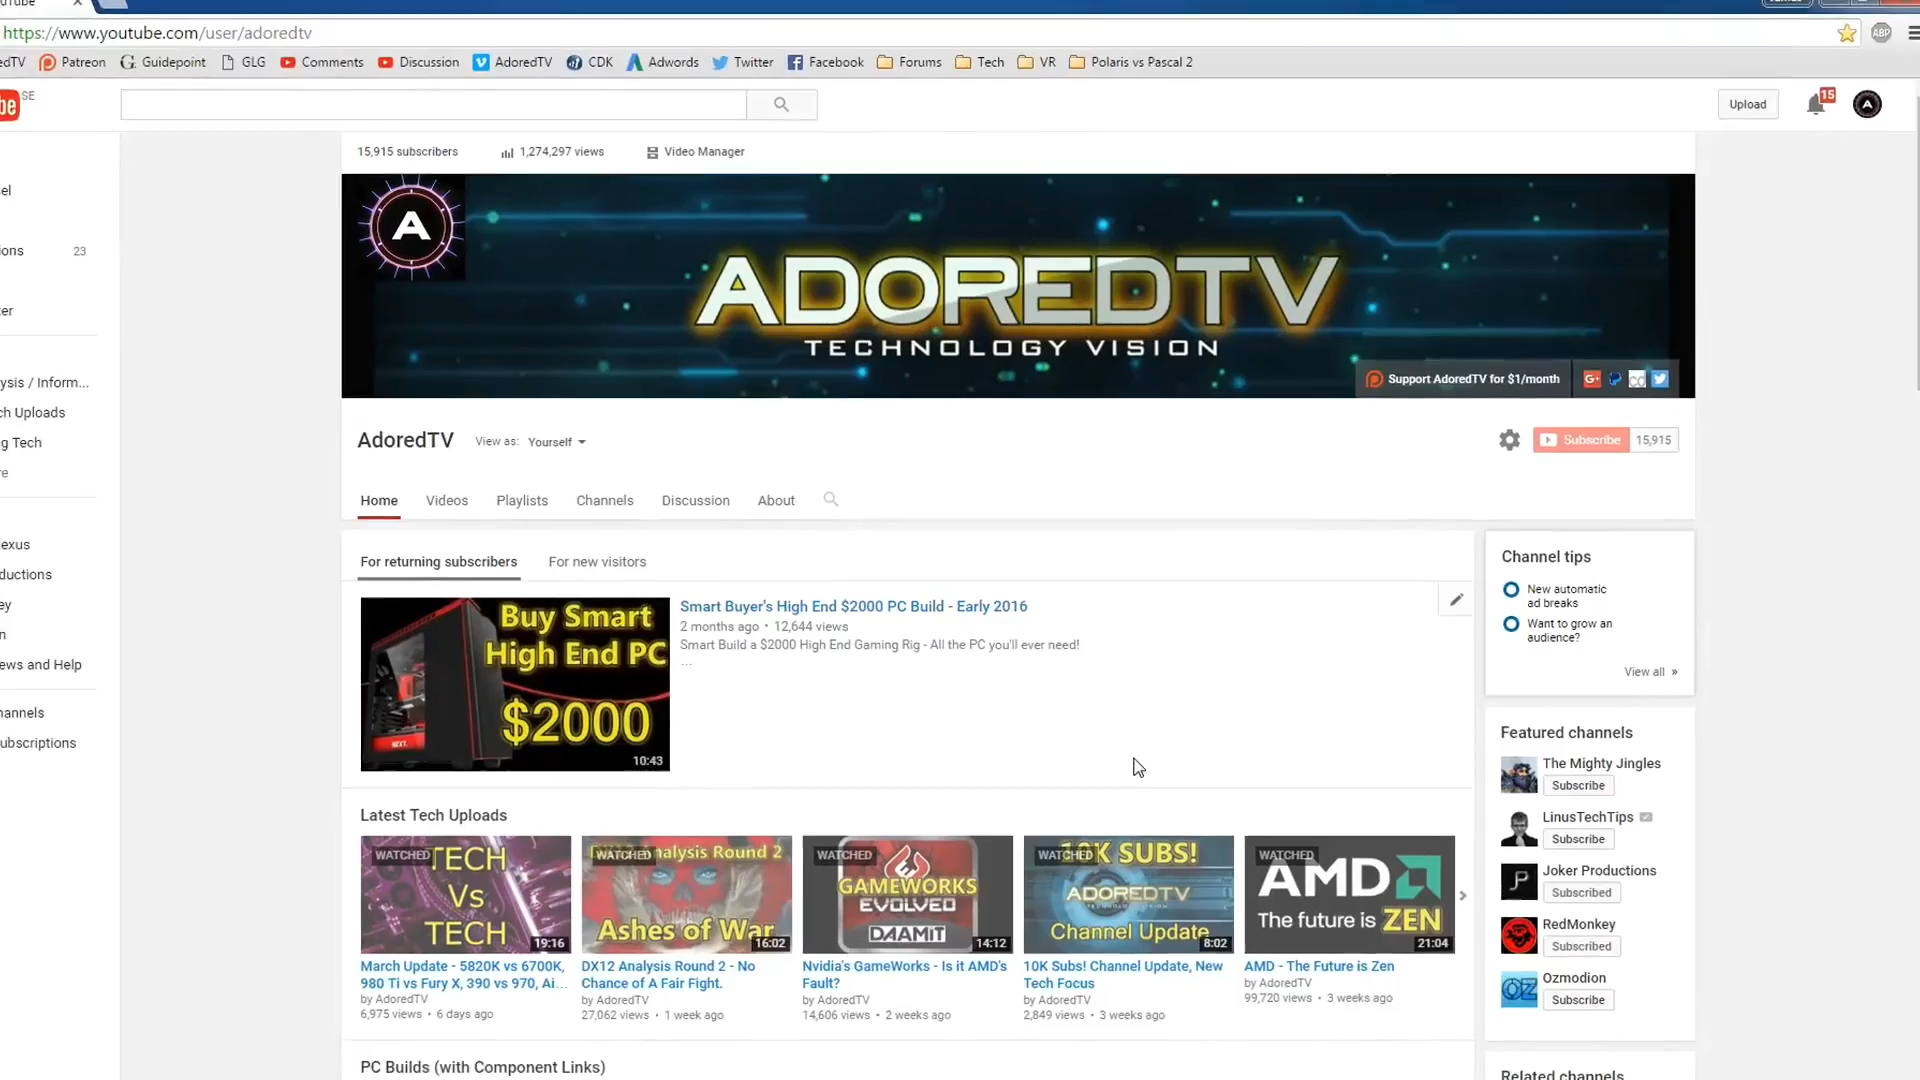 https://www.youtube.com/user/adoredtv
Patreon
Guidepoint
GLG
Comments
Discussion
AdoredTV
CDK
Adwords
Twitter
Facebook
Forums
Tech
VR
Polaris vs Pascal 2
ABP
SE
Upload
15
15,915 subscribers
1,274,297 views
Video Manager
23
A
ADOREDTV
TECHNOLOGY VISION
Support AdoredTV for $1/month
AdoredTV
View as: Yourself
Subscribe 15,915
Home
Videos
Playlists
Channels
Discussion
About
ysis / Inform...
ch Uploads
g Tech
ews and Help
hannels
ubscriptions
For returning subscribers
For new visitors
Buy Smart
High End PC
$2000
10:43
Smart Buyer's High End $2000 PC Build - Early 2016
2 months ago • 12,644 views
Smart Build a $2000 High End Gaming Rig - All the PC you'll ever need!
...
Latest Tech Uploads
WATCHED
TECH
Vs
TECH
19:16
March Update - 5820K vs 6700K,
980 Ti vs Fury X, 390 vs 970, Ai...
by AdoredTV
6,975 views • 6 days ago
WATCHED
nalysis Round 2
Ashes of War
16:02
DX12 Analysis Round 2 - No
Chance of A Fair Fight.
by AdoredTV
27,062 views • 1 week ago
WATCHED
GAMEWORKS
EVOLVED
DAAMIT
14:12
Nvidia's GameWorks - Is it AMD's
Fault?
by AdoredTV
14,606 views • 2 weeks ago
WATCHED
10K SUBS!
ADOREDTV
Channel Update
8:02
10K Subs! Channel Update, New
Tech Focus
by AdoredTV
2,849 views • 3 weeks ago
WATCHED
AMD
The future is ZEN
21:04
AMD - The Future is Zen
by AdoredTV
99,720 views • 3 weeks ago
PC Builds (with Component Links)
Channel tips
New automatic
ad breaks
Want to grow an
audience?
View all »
Featured channels
The Mighty Jingles
Subscribe
LinusTechTips
Subscribe
Joker Productions
Subscribed
RedMonkey
Subscribed
OZ
Ozmodion
Subscribe
Related channels